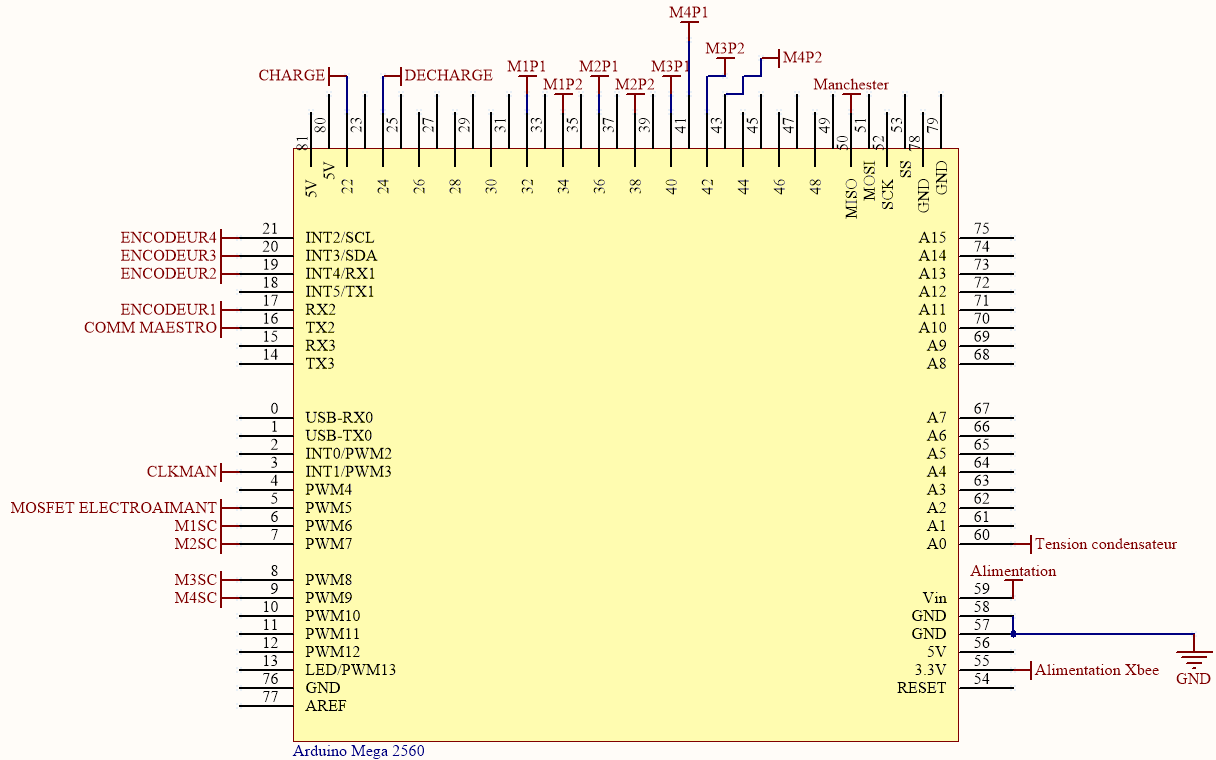 M4P1
M3P2
M4P2
CHARGE
DECHARGE
M1P1
M2P1
M3P1
M1P2
M2P2
Manchester
81
80
23
25
27
29
31
33
35
37
39
41
43
45
47
49
50
51
52
53
78
79
5V
5V
22
24
26
28
30
32
34
36
38
40
42
44
46
48
MISO
MOSI
SCK
SS
GND
GND
ENCODEUR4 21 INT2/SCL
ENCODEUR3 20 INT3/SDA
ENCODEUR2 19 INT4/RX1
18 INT5/TX1
ENCODEUR1 17 RX2
COMM MAESTRO 16 TX2
15 RX3
14 TX3
0 USB-RX0
1 USB-TX0
2 INT0/PWM2
CLKMAN 3 INT1/PWM3
4 PWM4
MOSFET ELECTROAIMANT 5 PWM5
M1SC 6 PWM6
M2SC 7 PWM7
M3SC 8 PWM8
M4SC 9 PWM9
10 PWM10
11 PWM11
12 PWM12
13 LED/PWM13
76 GND
77 AREF
A15 75
A14 74
A13 73
A12 72
A11 71
A10 70
A9 69
A8 68
A7 67
A6 66
A5 65
A4 64
A3 63
A2 62
A1 61
A0 60 Tension condensateur
Alimentation
Vin 59
GND 58
GND 57
5V 56
3.3V 55 Alimentation Xbee
RESET 54
GND
Arduino Mega 2560